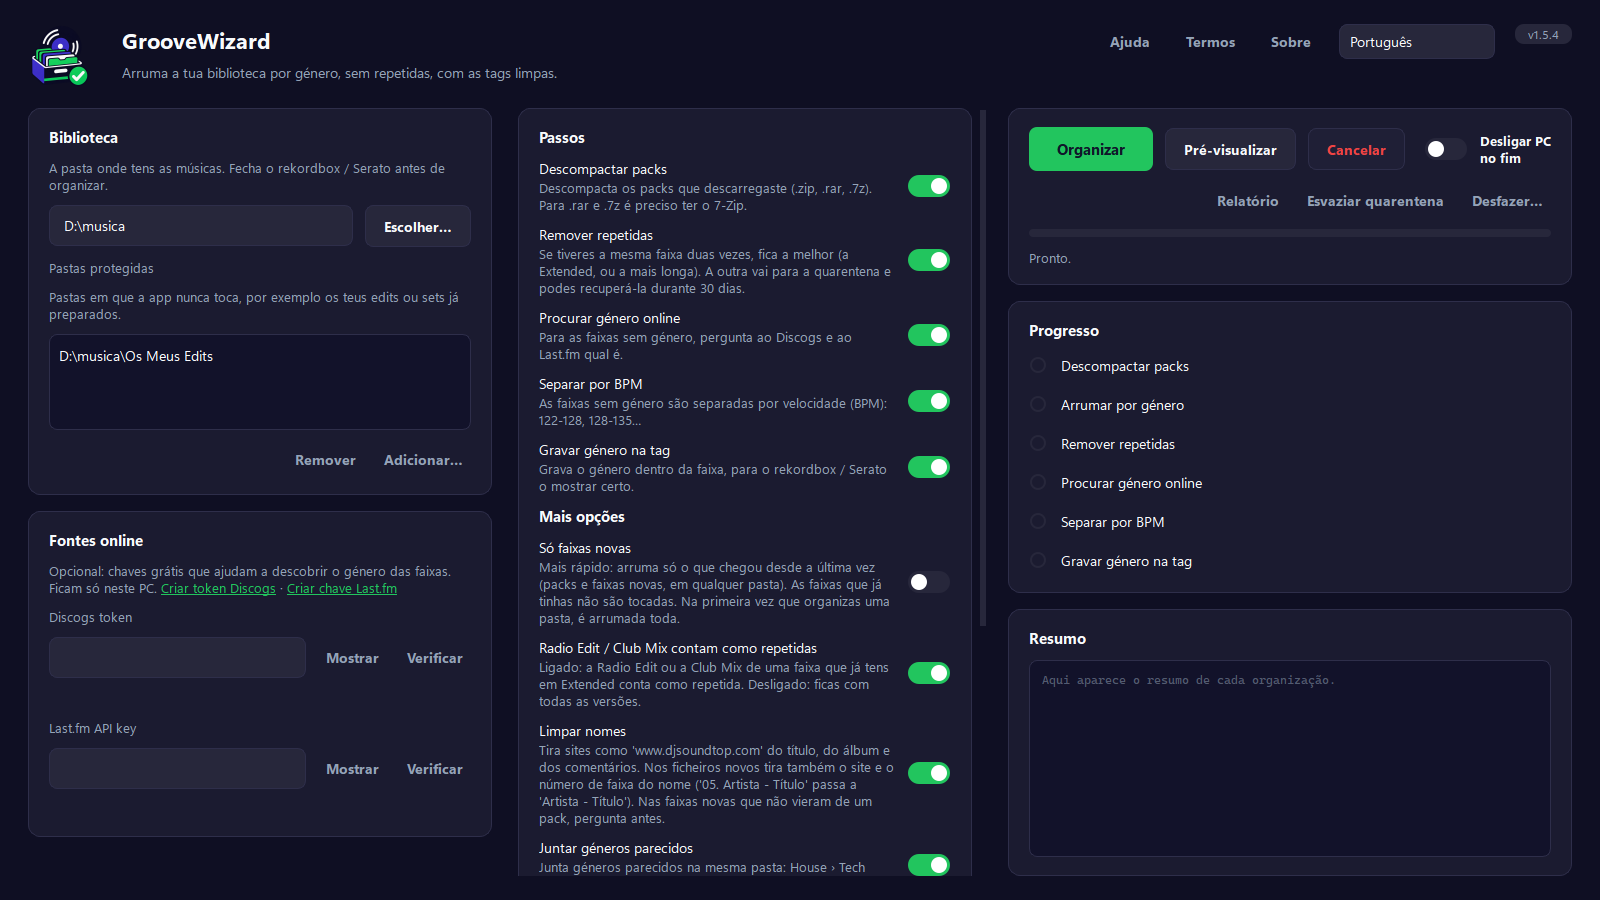 GrooveWizard
Arruma a tua biblioteca por género, sem repetidas, com as tags limpas.
Ajuda
Termos
Sobre
Português
v1.5.4
Biblioteca
A pasta onde tens as músicas. Fecha o rekordbox / Serato antes de
organizar.
D:\musica
Escolher...
Pastas protegidas
Pastas em que a app nunca toca, por exemplo os teus edits ou sets já
preparados.
D:\musica\Os Meus Edits
Remover
Adicionar...
Fontes online
Opcional: chaves grátis que ajudam a descobrir o género das faixas.
Ficam só neste PC. Criar token Discogs · Criar chave Last.fm
Discogs token
Mostrar
Verificar
Last.fm API key
Mostrar
Verificar
Passos
Descompactar packs
Descompacta os packs que descarregaste (.zip, .rar, .7z).
Para .rar e .7z é preciso ter o 7-Zip.
Remover repetidas
Se tiveres a mesma faixa duas vezes, fica a melhor (a
Extended, ou a mais longa). A outra vai para a quarentena e
podes recuperá-la durante 30 dias.
Procurar género online
Para as faixas sem género, pergunta ao Discogs e ao
Last.fm qual é.
Separar por BPM
As faixas sem género são separadas por velocidade (BPM):
122-128, 128-135...
Gravar género na tag
Grava o género dentro da faixa, para o rekordbox / Serato
o mostrar certo.
Mais opções
Só faixas novas
Mais rápido: arruma só o que chegou desde a última vez
(packs e faixas novas, em qualquer pasta). As faixas que já
tinhas não são tocadas. Na primeira vez que organizas uma
pasta, é arrumada toda.
Radio Edit / Club Mix contam como repetidas
Ligado: a Radio Edit ou a Club Mix de uma faixa que já tens
em Extended conta como repetida. Desligado: ficas com
todas as versões.
Limpar nomes
Tira sites como 'www.djsoundtop.com' do título, do álbum e
dos comentários. Nos ficheiros novos tira também o site e o
número de faixa do nome ('05. Artista - Título' passa a
'Artista - Título'). Nas faixas novas que não vieram de um
pack, pergunta antes.
Juntar géneros parecidos
Junta géneros parecidos na mesma pasta: House › Tech
Organizar
Pré-visualizar
Cancelar
Desligar PC
no fim
Relatório
Esvaziar quarentena
Desfazer...
Pronto.
Progresso
Descompactar packs
Arrumar por género
Remover repetidas
Procurar género online
Separar por BPM
Gravar género na tag
Resumo
Aqui aparece o resumo de cada organização.